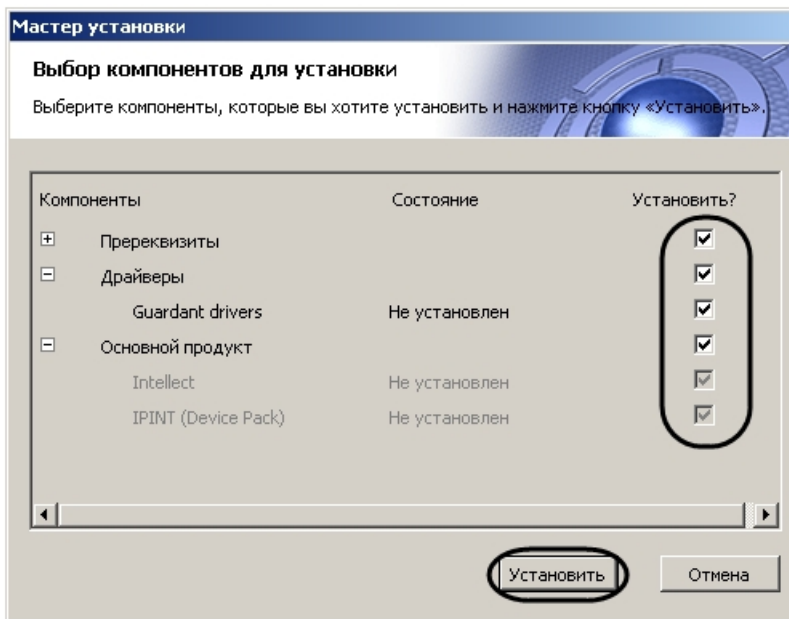 Мастер установки
Выбор компонентов для установки
Выберите компоненты, которые вы хотите установить и нажмите кнопку «Установить».
Компоненты Состояние Установить?
Пререквизиты
Драйверы
Guardant drivers Не установлен
Основной продукт
Intellect Не установлен
IPINT (Device Pack) Не установлен
Установить Отмена